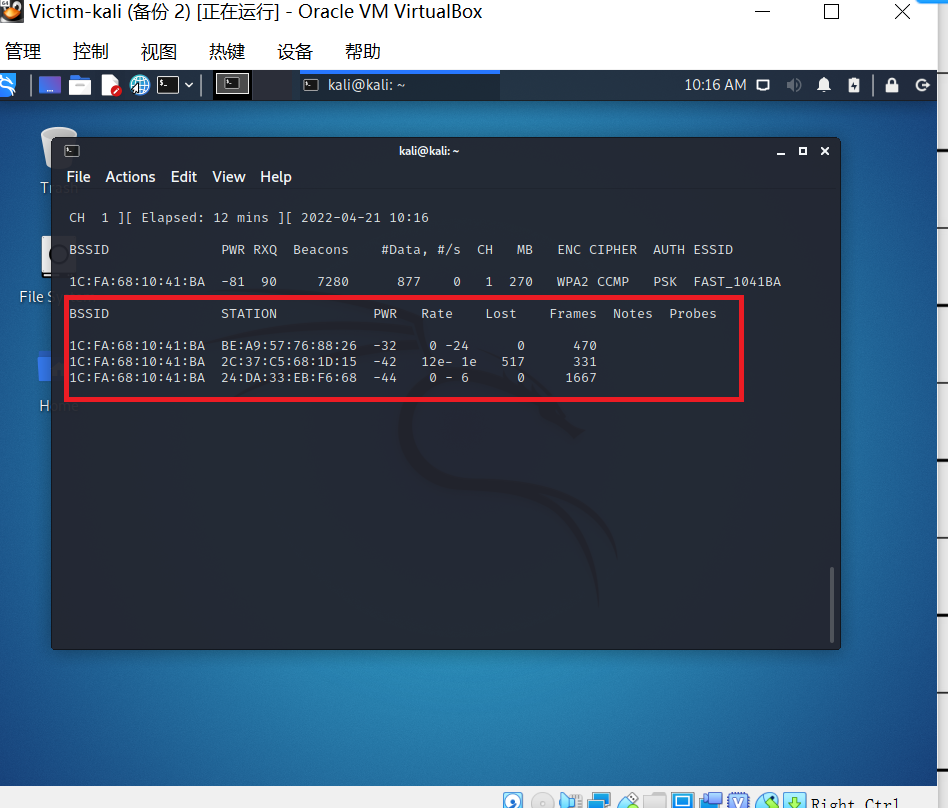 Victim-kali (备份 2) [正在运行] - Oracle VM VirtualBox
管理 控制 视图 热键 设备 帮助
kali@kali: ~ 10:16 AM
kali@kali: ~
File Actions Edit View Help
CH 1 ][ Elapsed: 12 mins ][ 2022-04-21 10:16
BSSID PWR RXQ Beacons #Data, #/s CH MB ENC CIPHER AUTH ESSID
1C:FA:68:10:41:BA -81 90 7280 877 0 1 270 WPA2 CCMP PSK FAST_1041BA
BSSID STATION PWR Rate Lost Frames Notes Probes
1C:FA:68:10:41:BA BE:A9:57:76:88:26 -32 0 -24 0 470
1C:FA:68:10:41:BA 2C:37:C5:68:1D:15 -42 12e- 1e 517 331
1C:FA:68:10:41:BA 24:DA:33:EB:F6:68 -44 0 - 6 0 1667
Trash
File S
Home
Right Ctrl